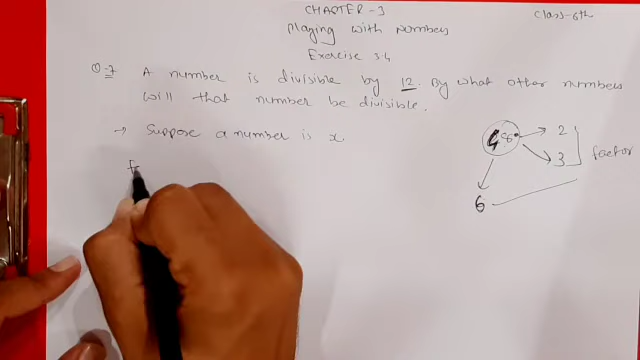 CHAPTER-3
Class-6th
Playing with Numbers
Exercise 3.4
Q-7 A number is divisible by 12. By what other numbers
will that number be divisible.
→ Suppose a number is x.
f
48 2
3
factor
6